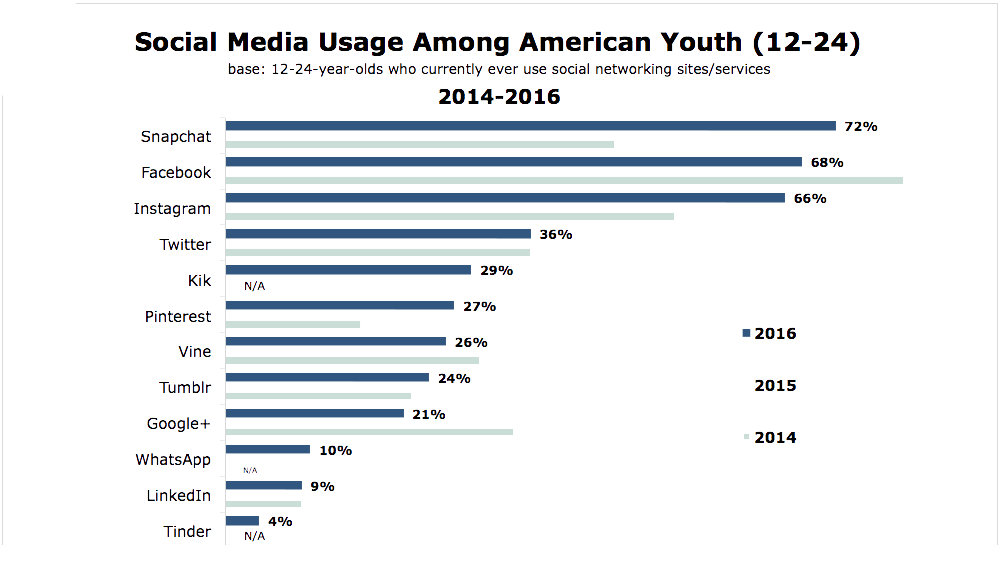 Social Media Usage Among American Youth (12-24)
base: 12-24-year-olds who currently ever use social networking sites/services
2014-2016
Snapchat 72%
Facebook 68%
Instagram 66%
Twitter 36%
Kik 29%
N/A
Pinterest 27%
Vine 26%
Tumblr 24%
Google+ 21%
WhatsApp 10%
N/A
LinkedIn 9%
Tinder 4%
N/A
2016
2015
2014